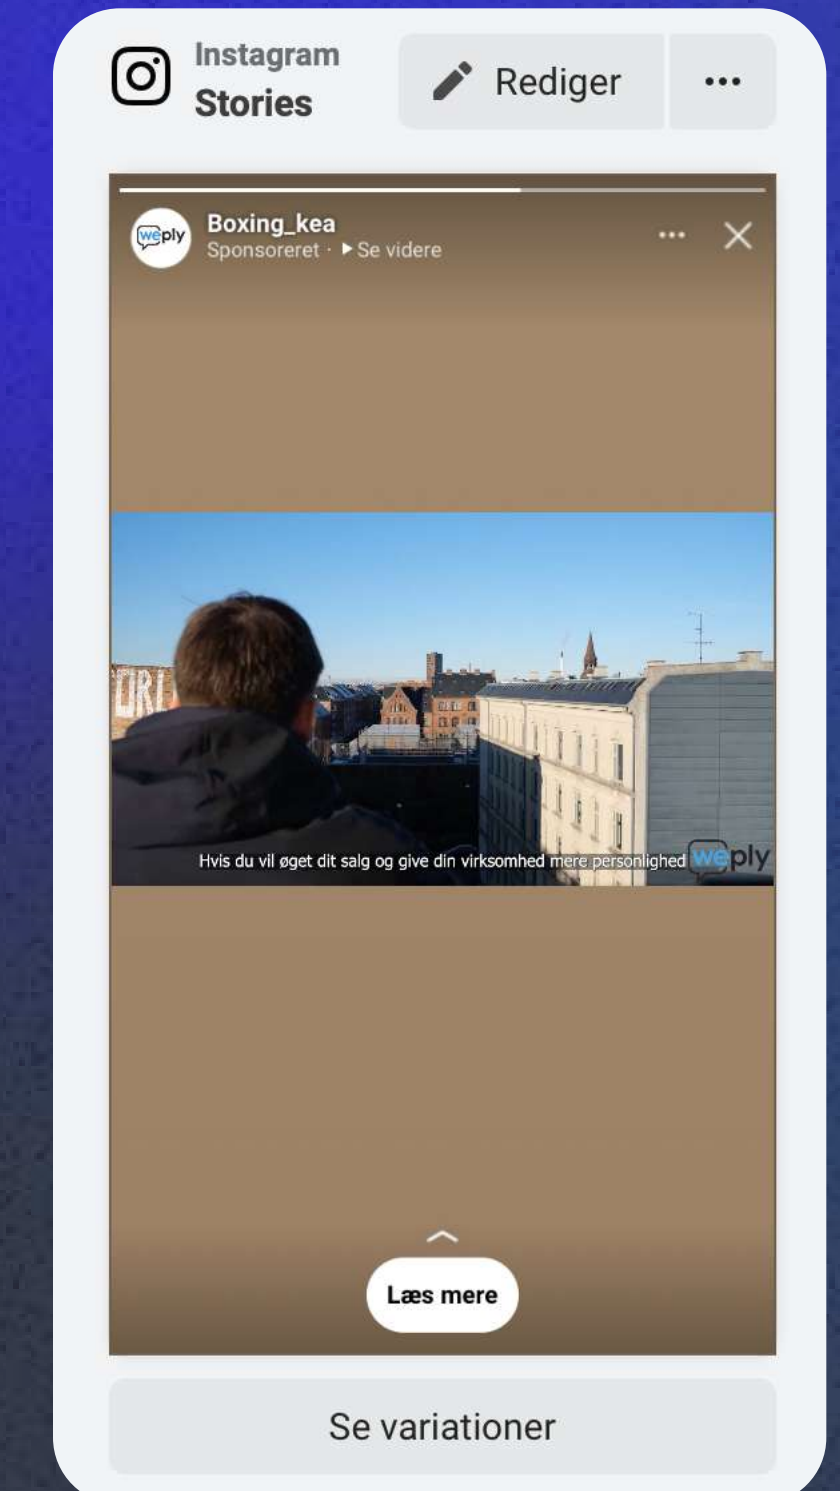 Instagram
Stories
Rediger
weply
Boxing_kea
Sponsoreret · Se videre
Hvis du vil øget dit salg og give din virksomhed mere personlighed
weply
Læs mere
Se variationer